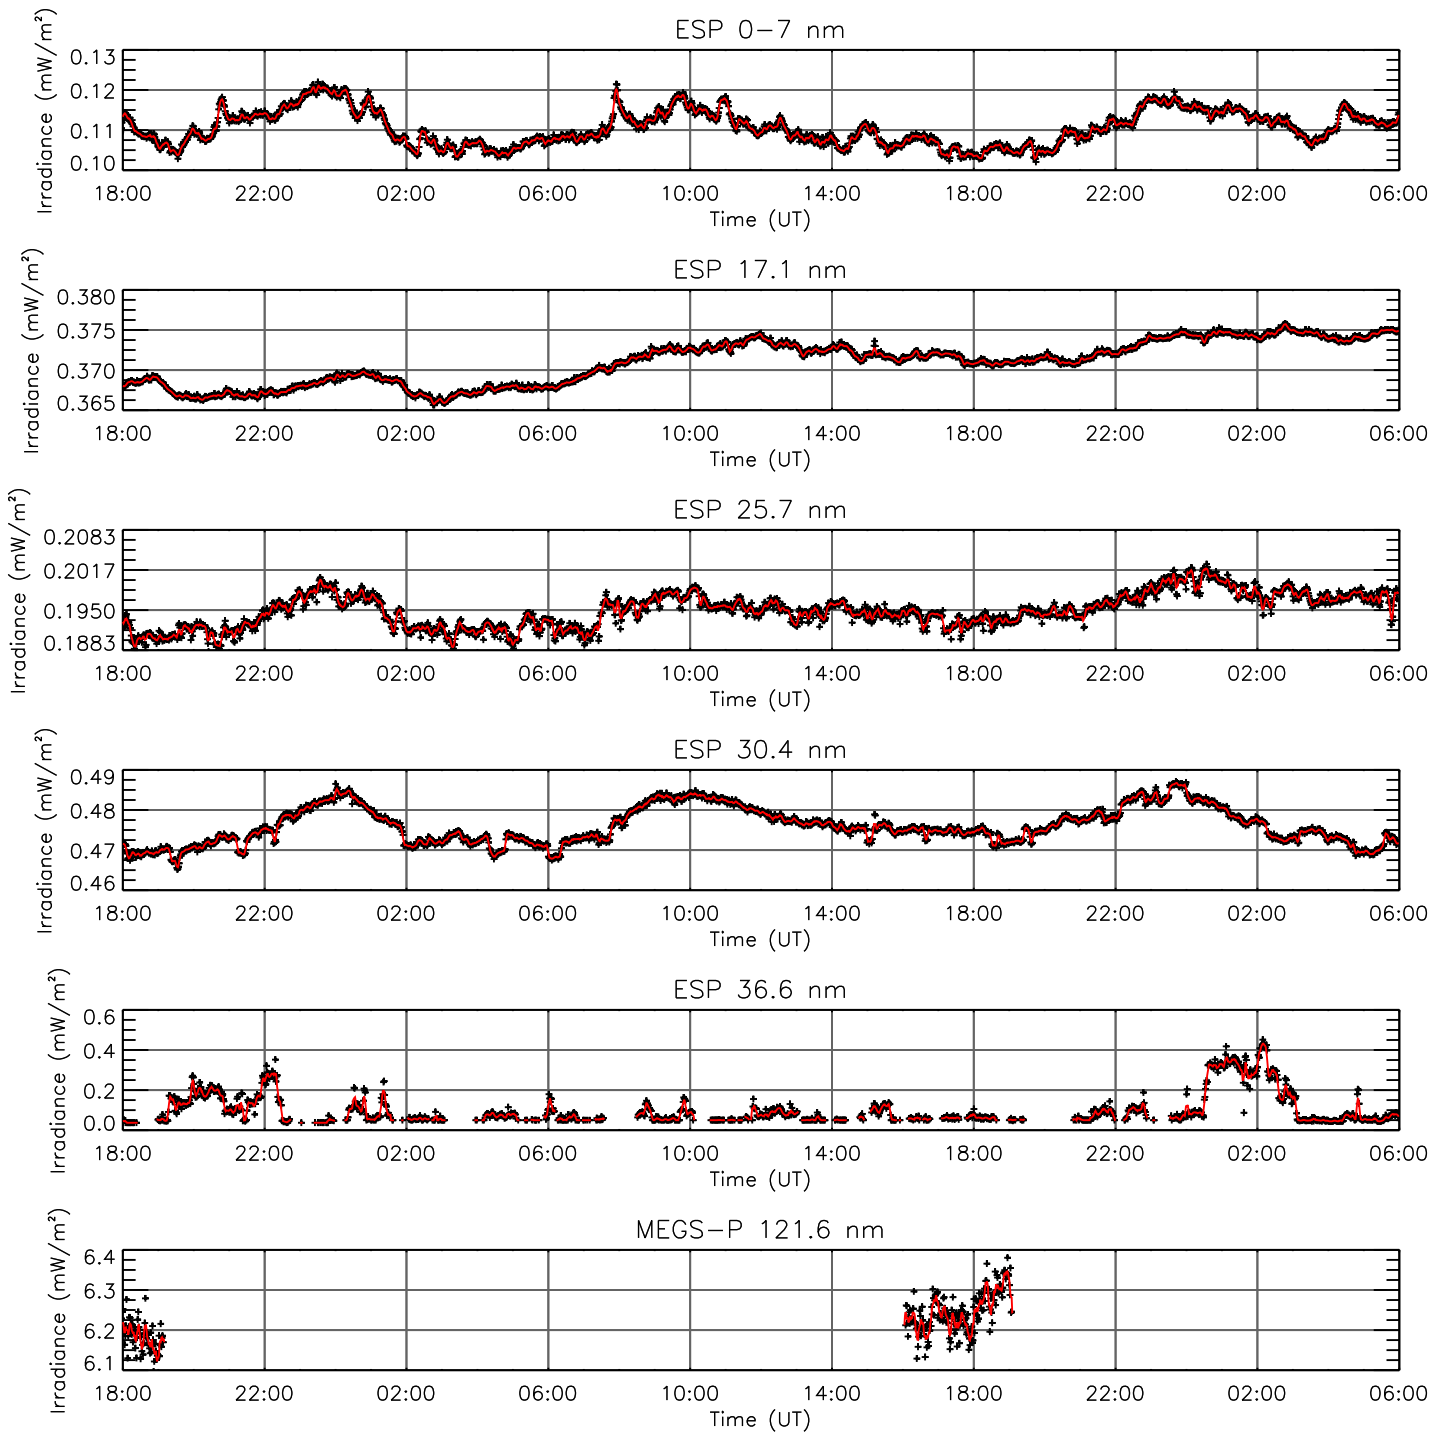 ESP 0-7 nm
Irradiance (mW/m²)
0.13
0.12
0.11
0.10
18:00 22:00 02:00 06:00 10:00 14:00 18:00 22:00 02:00 06:00
Time (UT)
ESP 17.1 nm
Irradiance (mW/m²)
0.380
0.375
0.370
0.365
18:00 22:00 02:00 06:00 10:00 14:00 18:00 22:00 02:00 06:00
Time (UT)
ESP 25.7 nm
Irradiance (mW/m²)
0.2083
0.2017
0.1950
0.1883
18:00 22:00 02:00 06:00 10:00 14:00 18:00 22:00 02:00 06:00
Time (UT)
ESP 30.4 nm
Irradiance (mW/m²)
0.49
0.48
0.47
0.46
18:00 22:00 02:00 06:00 10:00 14:00 18:00 22:00 02:00 06:00
Time (UT)
ESP 36.6 nm
Irradiance (mW/m²)
0.6
0.4
0.2
0.0
18:00 22:00 02:00 06:00 10:00 14:00 18:00 22:00 02:00 06:00
Time (UT)
MEGS-P 121.6 nm
Irradiance (mW/m²)
6.4
6.3
6.2
6.1
18:00 22:00 02:00 06:00 10:00 14:00 18:00 22:00 02:00 06:00
Time (UT)